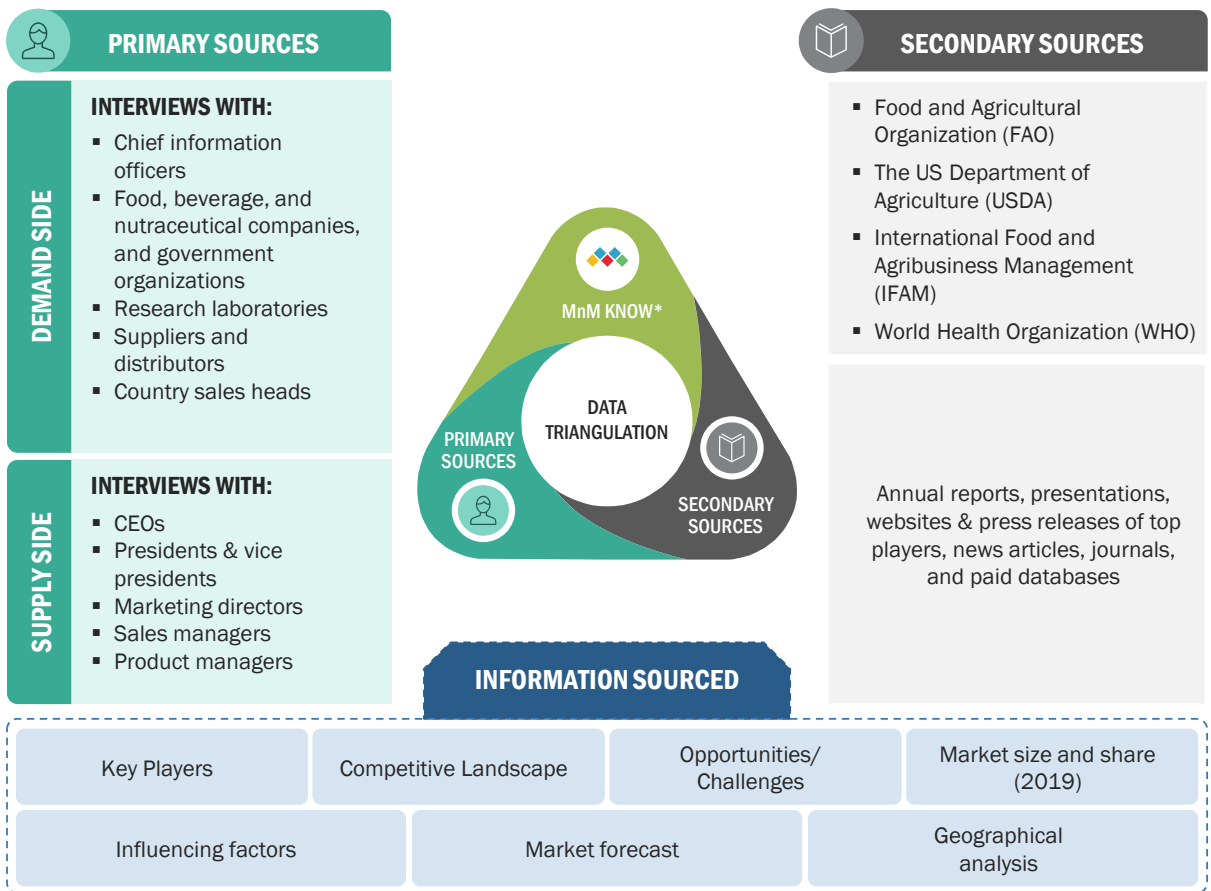 PRIMARY SOURCES
DEMAND SIDE
INTERVIEWS WITH:
▪ Chief information
officers
▪ Food, beverage, and
nutraceutical companies,
and government
organizations
▪ Research laboratories
▪ Suppliers and
distributors
▪ Country sales heads
SUPPLY SIDE
INTERVIEWS WITH:
▪ CEOs
▪ Presidents & vice
presidents
▪ Marketing directors
▪ Sales managers
▪ Product managers
MnM KNOW*
DATA
TRIANGULATION
PRIMARY
SOURCES
SECONDARY
SOURCES
SECONDARY SOURCES
▪ Food and Agricultural
Organization (FAO)
▪ The US Department of
Agriculture (USDA)
▪ International Food and
Agribusiness Management
(IFAM)
▪ World Health Organization (WHO)
Annual reports, presentations,
websites & press releases of top
players, news articles, journals,
and paid databases
INFORMATION SOURCED
Key Players
Competitive Landscape
Opportunities/
Challenges
Market size and share
(2019)
Influencing factors
Market forecast
Geographical
analysis